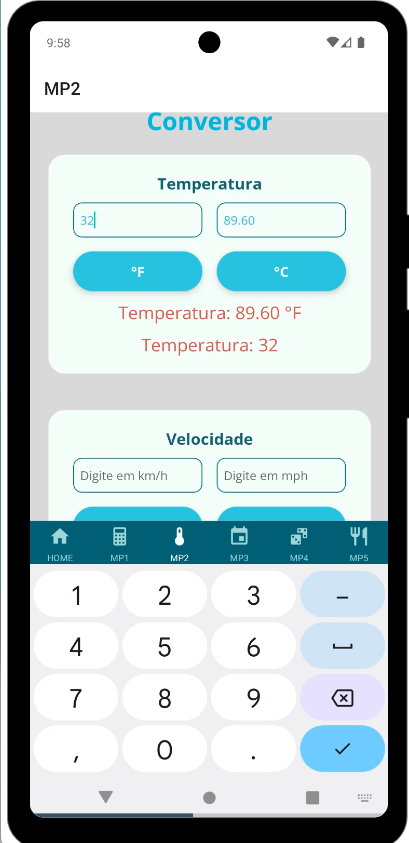 9:58
MP2
Conversor
Temperatura
32 89.60
°F °C
Temperatura: 89.60 °F
Temperatura: 32
Velocidade
Digite em km/h Digite em mph
HOME MP1 MP2 MP3 MP4 MP5
1 2 3 –
4 5 6
7 8 9
, 0 .